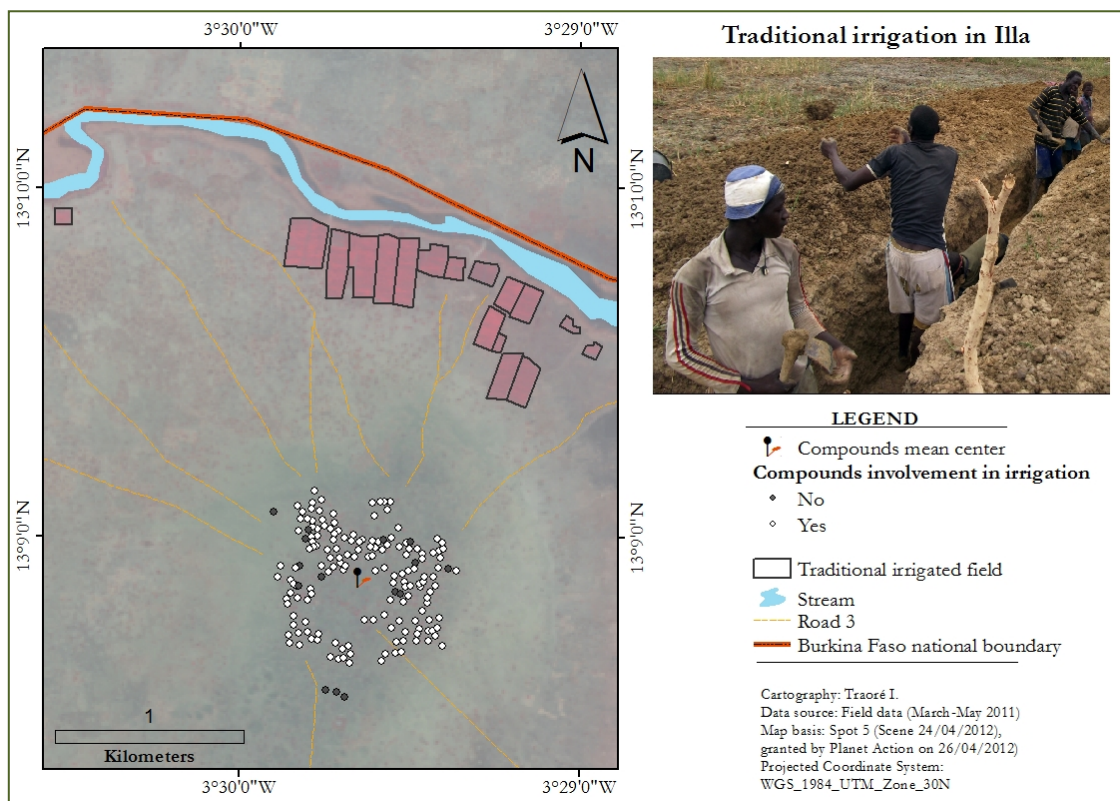 3°30'0"W
3°29'0"W
Traditional irrigation in Illa
N
13°10'0"N
13°10'0"N
13°9'0"N
13°9'0"N
1
Kilometers
3°30'0"W
3°29'0"W
LEGEND
Compounds mean center
Compounds involvement in irrigation
No
Yes
Traditional irrigated field
Stream
Road 3
Burkina Faso national boundary
Cartography: Traoré I.
Data source: Field data (March-May 2011)
Map basis: Spot 5 (Scene 24/04/2012),
granted by Planet Action on 26/04/2012)
Projected Coordinate System:
WGS_1984_UTM_Zone_30N